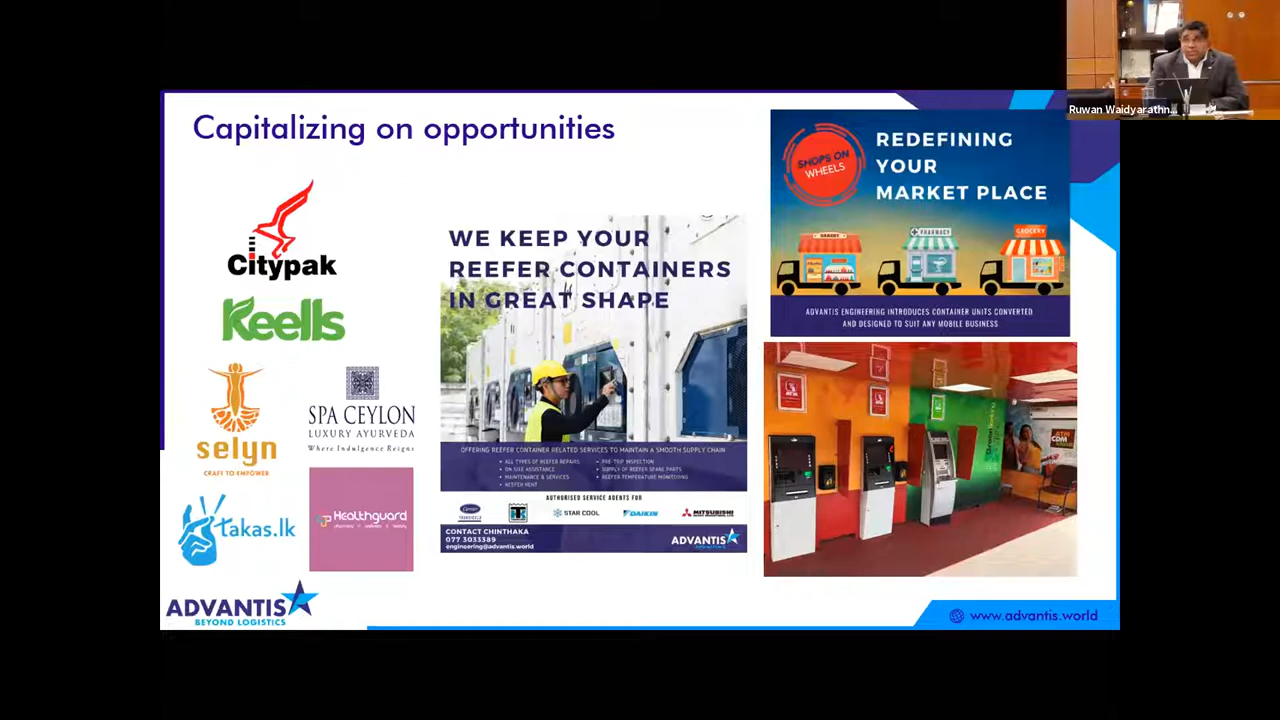 Ruwan Waidyarathn...
Capitalizing on opportunities
Citypak
Keells
selyn
CRAFT TO EMPOWER
SPA CEYLON
LUXURY AYURVEDA
Where Indulgence Reigns
takas.lk
Healthguard
ADVANTIS
BEYOND LOGISTICS
WE KEEP YOUR
REEFER CONTAINERS
IN GREAT SHAPE
OFFERING REEFER CONTAINER RELATED SERVICES TO MAINTAIN A SMOOTH SUPPLY CHAIN
• ALL TYPES OF REEFER REPAIRS
• ON SITE ASSISTANCE
• MAINTENANCE & SERVICES
• REEFER RENT
• PRE-TRIP INSPECTION
• SUPPLY OF REEFER SPARE PARTS
• REEFER TEMPERATURE MONITORING
AUTHORISED SERVICE AGENTS FOR
Carrier
TRANSICOLD
STAR COOL
DAIKIN
MITSUBISHI
CONTACT CHINTHAKA
077 3033389
engineering@advantis.world
ADVANTIS
SHOPS ON
WHEELS
REDEFINING
YOUR
MARKET PLACE
BAKERY
PHARMACY
GROCERY
ADVANTIS ENGINEERING INTRODUCES CONTAINER UNITS CONVERTED
AND DESIGNED TO SUIT ANY MOBILE BUSINESS
ATM
CDM
www.advantis.world